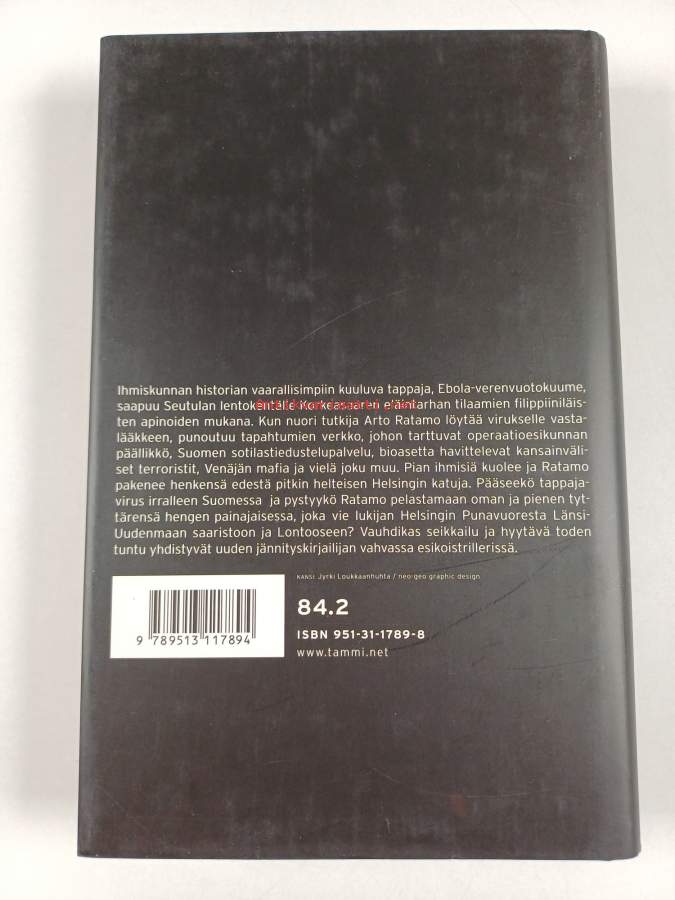 Ihmiskunnan historian vaarallisimpiin kuuluva tappaja, Ebola-verenvuotokuume,
saapuu Seutulan lentokentälle Korkeasaaren eläintarhan tilaamien filippiiniläis-
ten apinoiden mukana. Kun nuori tutkija Arto Ratamo löytää virukselle vasta-
lääkkeen, punoutuu tapahtumien verkko, johon tarttuvat operaatioesikunnan
päällikkö, Suomen sotilastiedustelupalvelu, bioasetta havittelevat kansainväli-
set terroristit, Venäjän mafia ja vielä joku muu. Pian ihmisiä kuolee ja Ratamo
pakenee henkensä edestä pitkin helteisen Helsingin katuja. Pääseekö tappaja-
virus irralleen Suomessa ja pystyykö Ratamo pelastamaan oman ja pienen tyt-
tärensä hengen painajaisessa, joka vie lukijan Helsingin Punavuoresta Länsi-
Uudenmaan saaristoon ja Lontooseen? Vauhdikas seikkailu ja hyytävä toden
tuntu yhdistyvät uuden jännityskirjailijan vahvassa esikoistrillerissä.
KANSI: Jyrki Loukkaanhuhta / neo-geo graphic design
84.2
ISBN 951-31-1789-8
www.tammi.net
9 789513 117894